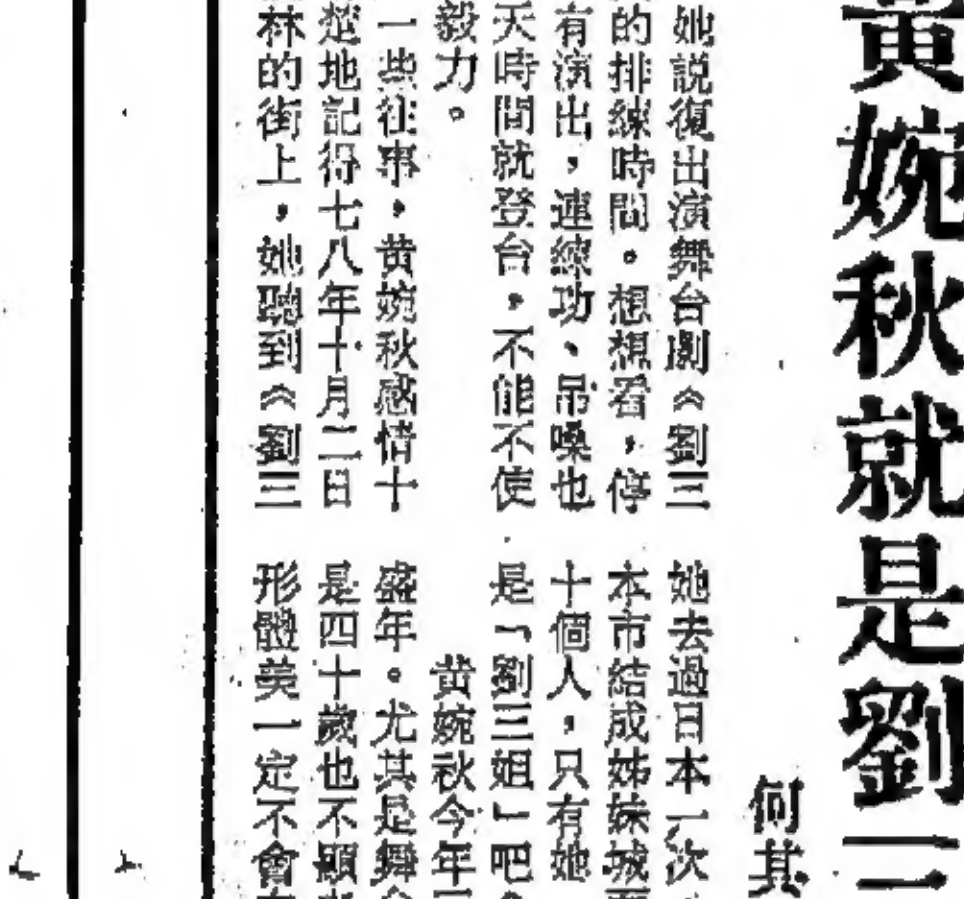 黃婉秋就是劉三
何其
她説復出演舞台劇《劉三
的排練時間。想想看，停
有演出，連練功、吊嗓也
天時間就登台，不能不使
毅力。
一些往事，黄婉秋感情十
楚地記得七八年十月二日
林的街上，她聽到《劉三
她去過日本一次
本市結成姊妹城
十個人，只有她
是「劉三姐」吧
黄婉秋今年
盛年。尤其是舞
是四十歲也不顯
形體美一定不會